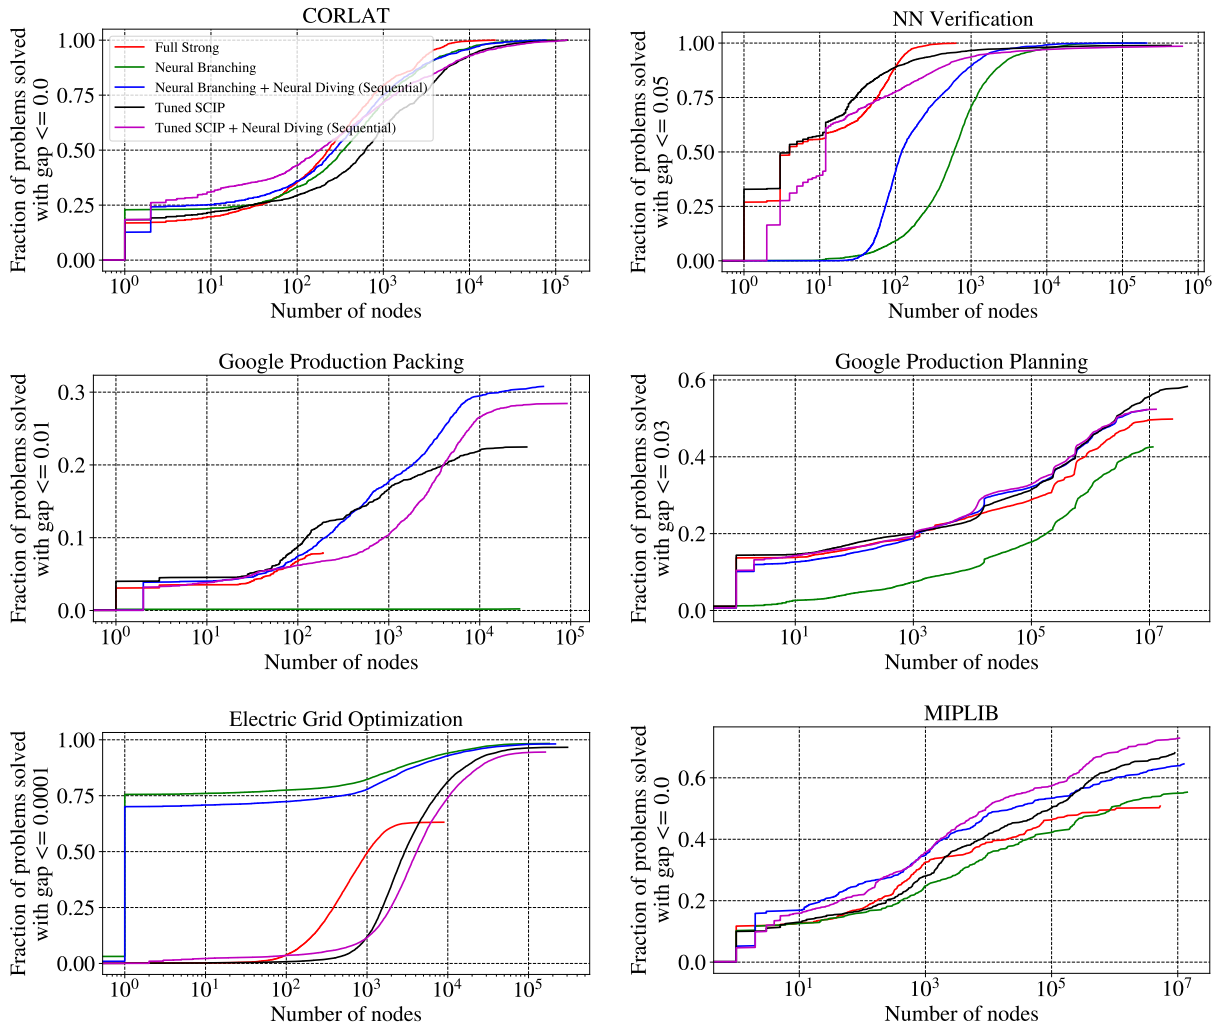 CORLAT
Fraction of problems solved
with gap <= 0.0
1.00
0.75
0.50
0.25
0.00
Full Strong
Neural Branching
Neural Branching + Neural Diving (Sequential)
Tuned SCIP
Tuned SCIP + Neural Diving (Sequential)
10^0 10^1 10^2 10^3 10^4 10^5
Number of nodes
NN Verification
Fraction of problems solved
with gap <= 0.05
1.00
0.75
0.50
0.25
0.00
10^0 10^1 10^2 10^3 10^4 10^5 10^6
Number of nodes
Google Production Packing
Fraction of problems solved
with gap <= 0.01
0.3
0.2
0.1
0.0
10^0 10^1 10^2 10^3 10^4 10^5
Number of nodes
Google Production Planning
Fraction of problems solved
with gap <= 0.03
0.6
0.4
0.2
0.0
10^1 10^3 10^5 10^7
Number of nodes
Electric Grid Optimization
Fraction of problems solved
with gap <= 0.0001
1.00
0.75
0.50
0.25
0.00
10^0 10^1 10^2 10^3 10^4 10^5
Number of nodes
MIPLIB
Fraction of problems solved
with gap <= 0.0
0.6
0.4
0.2
0.0
10^1 10^3 10^5 10^7
Number of nodes